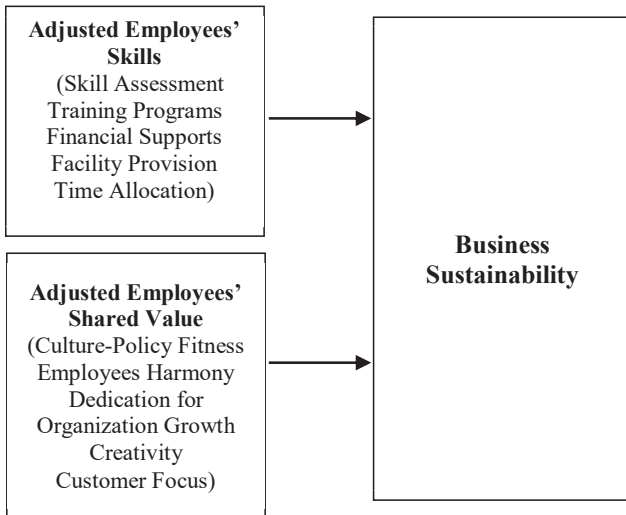 Adjusted Employees’
Skills
(Skill Assessment
Training Programs
Financial Supports
Facility Provision
Time Allocation)
Adjusted Employees’
Shared Value
(Culture-Policy Fitness
Employees Harmony
Dedication for
Organization Growth
Creativity
Customer Focus)
Business
Sustainability